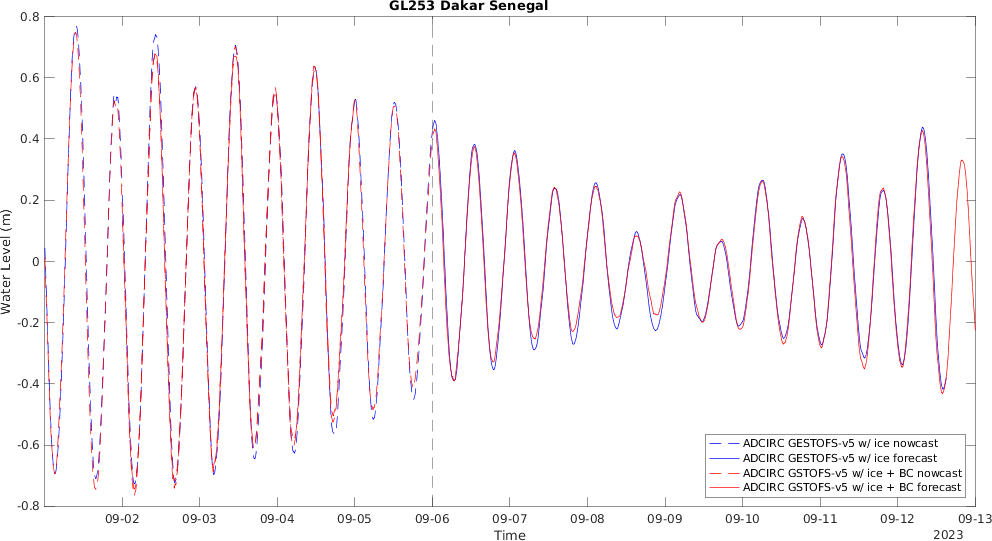 GL253 Dakar Senegal
Water Level (m)
0.8
0.6
0.4
0.2
0
-0.2
-0.4
-0.6
-0.8
ADCIRC GESTOFS-v5 w/ ice nowcast
ADCIRC GESTOFS-v5 w/ ice forecast
ADCIRC GSTOFS-v5 w/ ice + BC nowcast
ADCIRC GSTOFS-v5 w/ ice + BC forecast
09-02 09-03 09-04 09-05 09-06 09-07 09-08 09-09 09-10 09-11 09-12 09-13
Time
2023